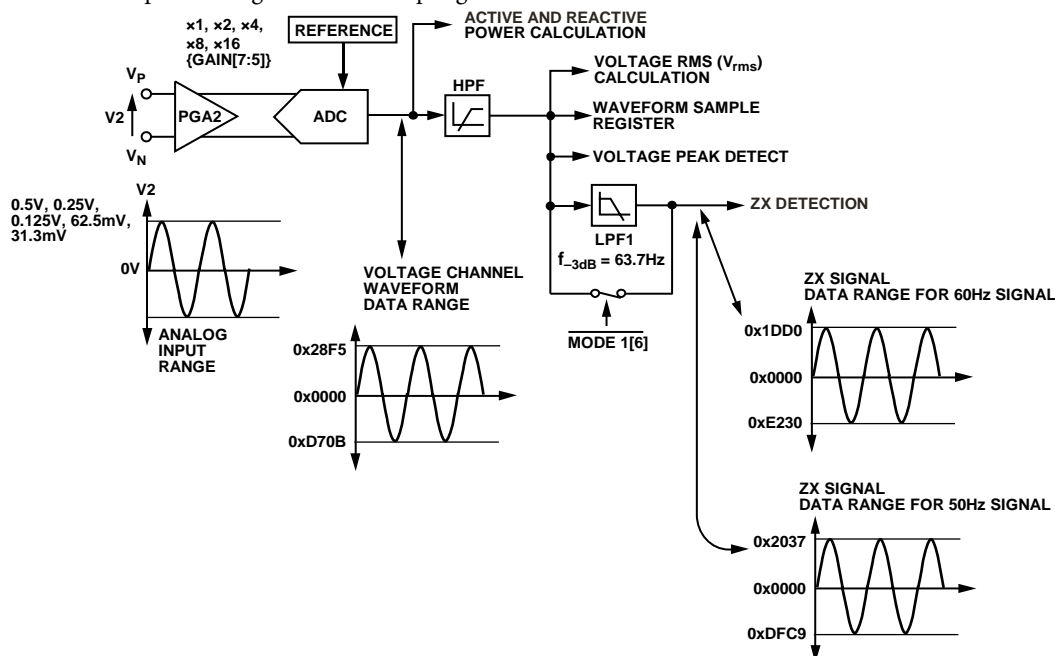 ×1, ×2, ×4,
×8, ×16
{GAIN[7:5]}
REFERENCE
ACTIVE AND REACTIVE
POWER CALCULATION
VOLTAGE RMS (Vrms)
CALCULATION
HPF
VP
V2
VN
PGA2
ADC
WAVEFORM SAMPLE
REGISTER
VOLTAGE PEAK DETECT
V2
0.5V, 0.25V,
0.125V, 62.5mV,
31.3mV
0V
ANALOG
INPUT
RANGE
ZX DETECTION
LPF1
f–3dB = 63.7Hz
VOLTAGE CHANNEL
WAVEFORM
DATA RANGE
MODE 1[6]
0x28F5
0x0000
0xD70B
ZX SIGNAL
DATA RANGE FOR 60Hz SIGNAL
0x1DD0
0x0000
0xE230
ZX SIGNAL
DATA RANGE FOR 50Hz SIGNAL
0x2037
0x0000
0xDFC9